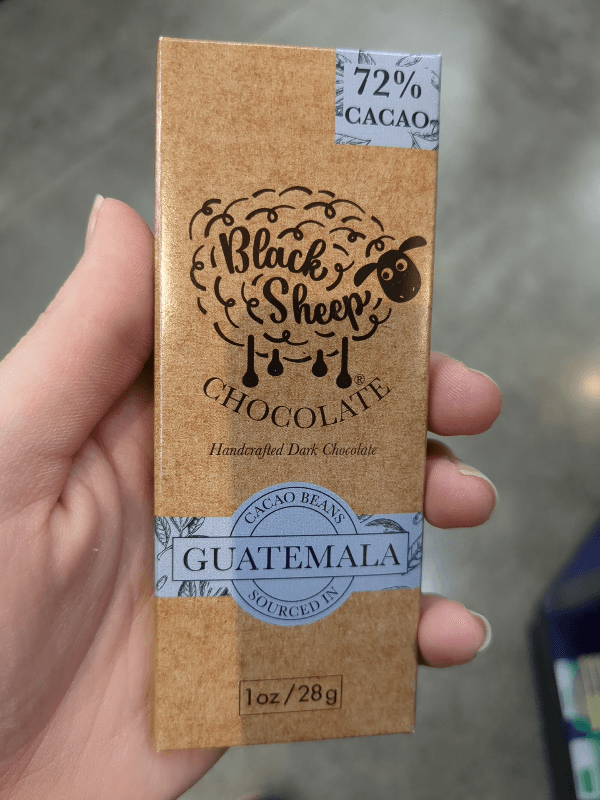 72%
CACAO
Black
Sheep
®
CHOCOLATE
Handcrafted Dark Chocolate
CACAO BEANS
GUATEMALA
SOURCED IN
1oz/28g